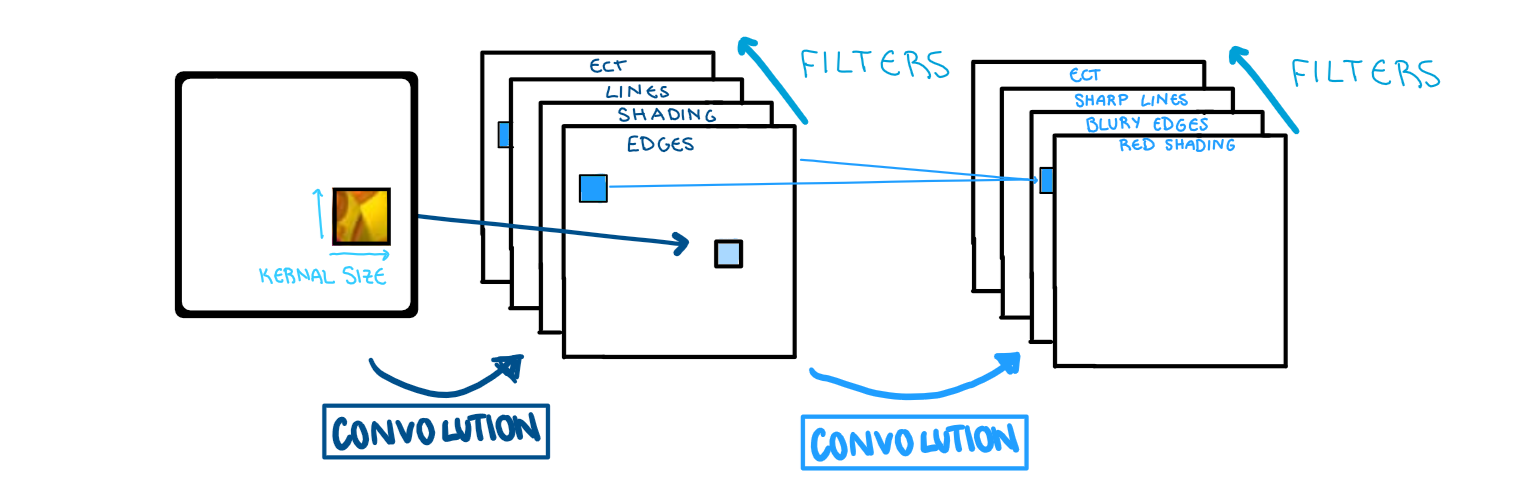 ECT
LINES
SHADING
EDGES
FILTERS
KERNAL SIZE
CONVOLUTION
ECT
SHARP LINES
BLURY EDGES
RED SHADING
FILTERS
CONVOLUTION